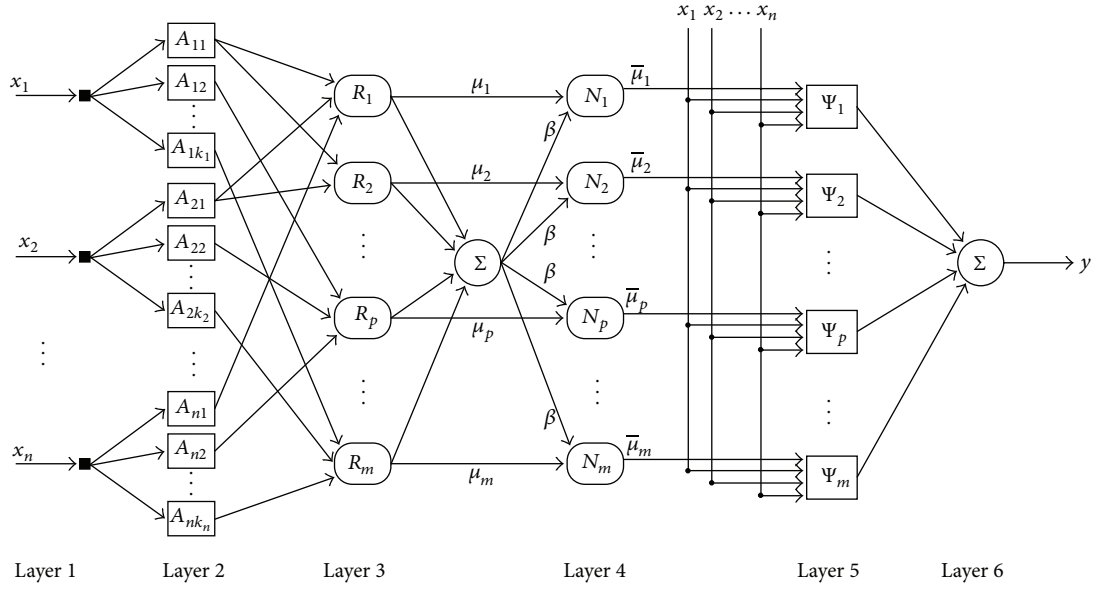 x1 x2 … xn
x1
A11
A12
⋮
A1k1
x2
A21
A22
⋮
A2k2
⋮
⋮
xn
An1
An2
⋮
Ankn
R1
R2
⋮
Rp
⋮
Rm
μ1
μ2
μp
μm
Σ
β
β
β
β
N1
N2
⋮
Np
⋮
Nm
μ̅1
μ̅2
μ̅p
μ̅m
Ψ1
Ψ2
⋮
Ψp
⋮
Ψm
Σ
y
Layer 1 Layer 2 Layer 3 Layer 4 Layer 5 Layer 6